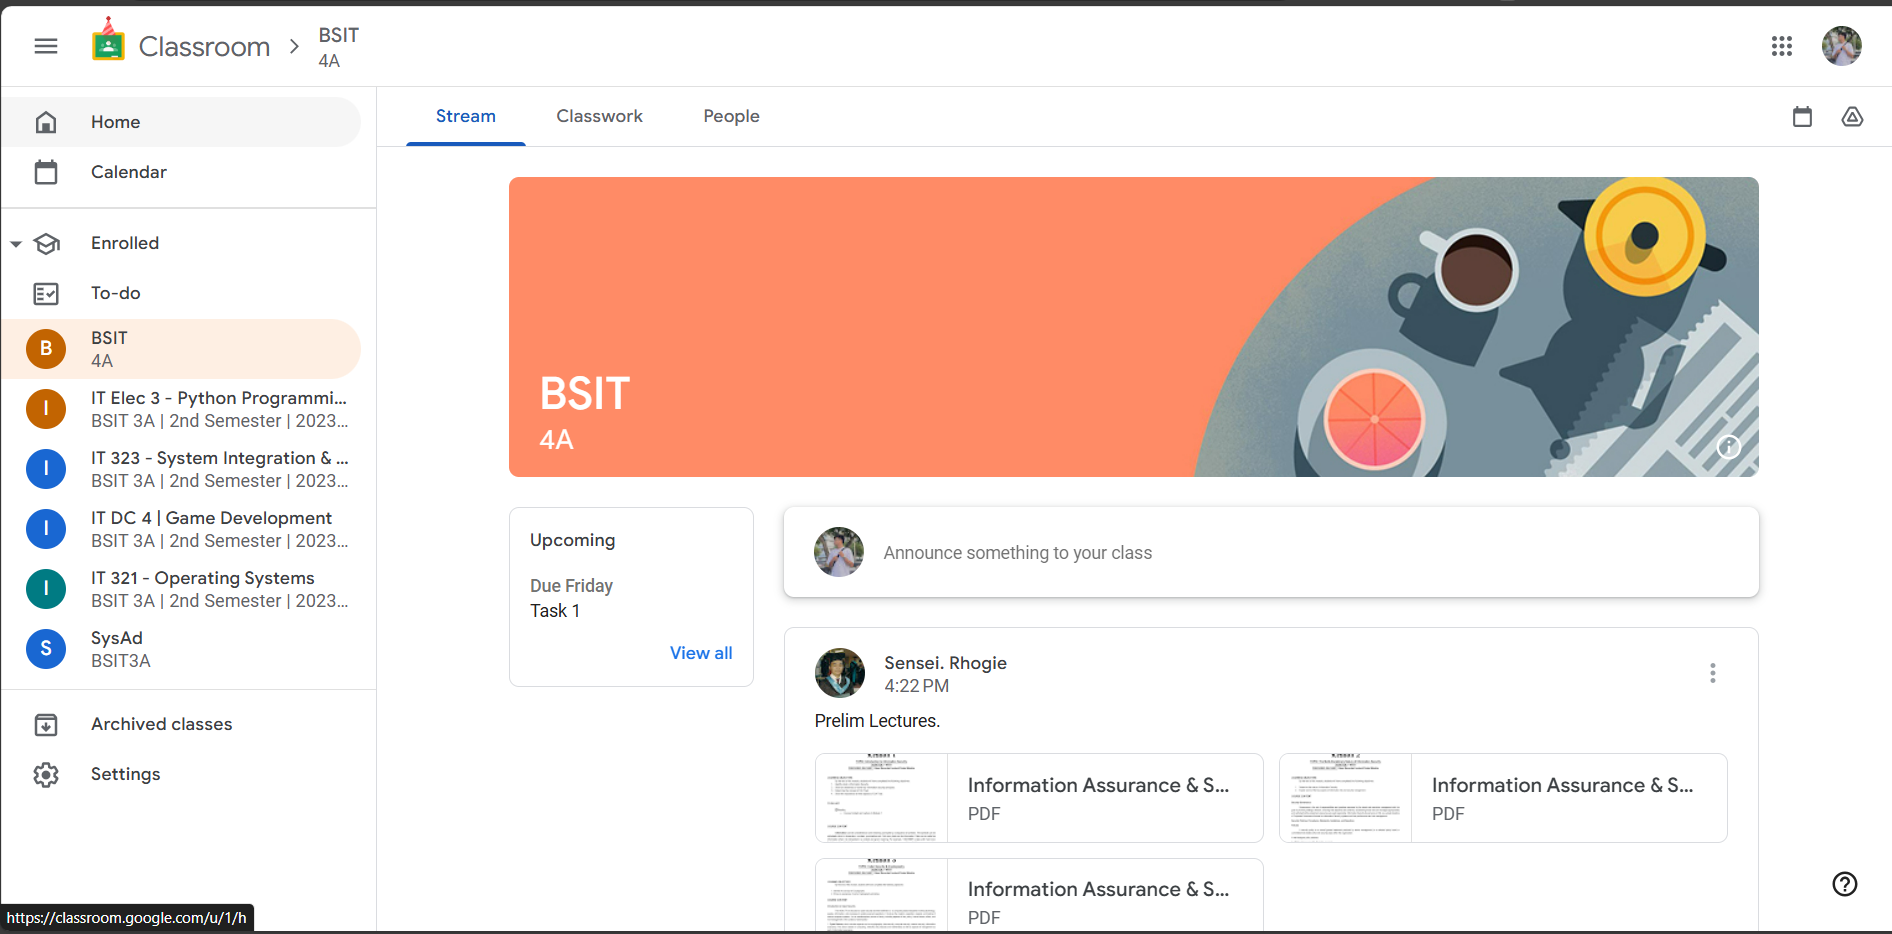 Classroom
BSIT
4A
Home
Calendar
Enrolled
To-do
B
BSIT
4A
I
IT Elec 3 - Python Programmi...
BSIT 3A | 2nd Semester | 2023...
I
IT 323 - System Integration & ...
BSIT 3A | 2nd Semester | 2023...
I
IT DC 4 | Game Development
BSIT 3A | 2nd Semester | 2023...
I
IT 321 - Operating Systems
BSIT 3A | 2nd Semester | 2023...
S
SysAd
BSIT3A
Archived classes
Settings
https://classroom.google.com/u/1/h
Stream
Classwork
People
BSIT
4A
Upcoming
Due Friday
Task 1
View all
Announce something to your class
Sensei. Rhogie
4:22 PM
Prelim Lectures.
Information Assurance & S...
PDF
Information Assurance & S...
PDF
Information Assurance & S...
PDF